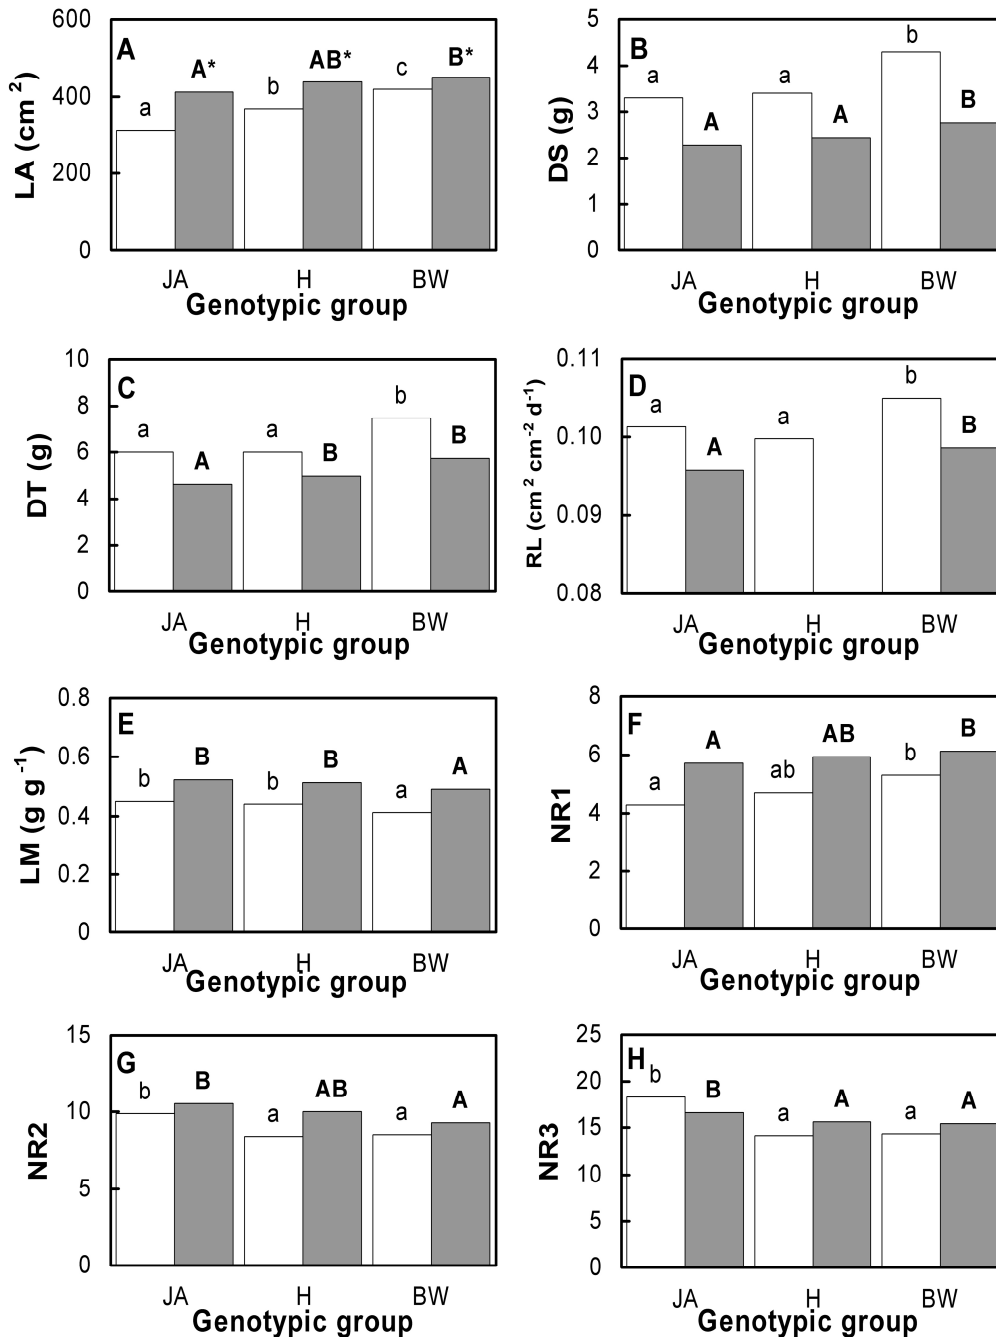 A
LA (cm 2)
600
400
200
0
a
A*
b
AB*
c
B*
JA
H
BW
Genotypic group
B
DS (g)
5
4
3
2
1
0
a
A
a
A
b
B
JA
H
BW
Genotypic group
C
DT (g)
10
8
6
4
2
0
a
A
a
B
b
B
JA
H
BW
Genotypic group
D
RL (cm2 cm-2 d-1)
0.11
0.10
0.09
0.08
a
A
a
b
B
JA
H
BW
Genotypic group
E
LM (g g-1)
0.8
0.6
0.4
0.2
0
b
B
b
B
a
A
JA
H
BW
Genotypic group
F
NR1
8
6
4
2
0
a
A
ab
AB
b
B
JA
H
BW
Genotypic group
G
NR2
15
10
5
0
b
B
a
AB
a
A
JA
H
BW
Genotypic group
H
NR3
25
20
15
10
5
0
b
B
a
A
a
A
JA
H
BW
Genotypic group